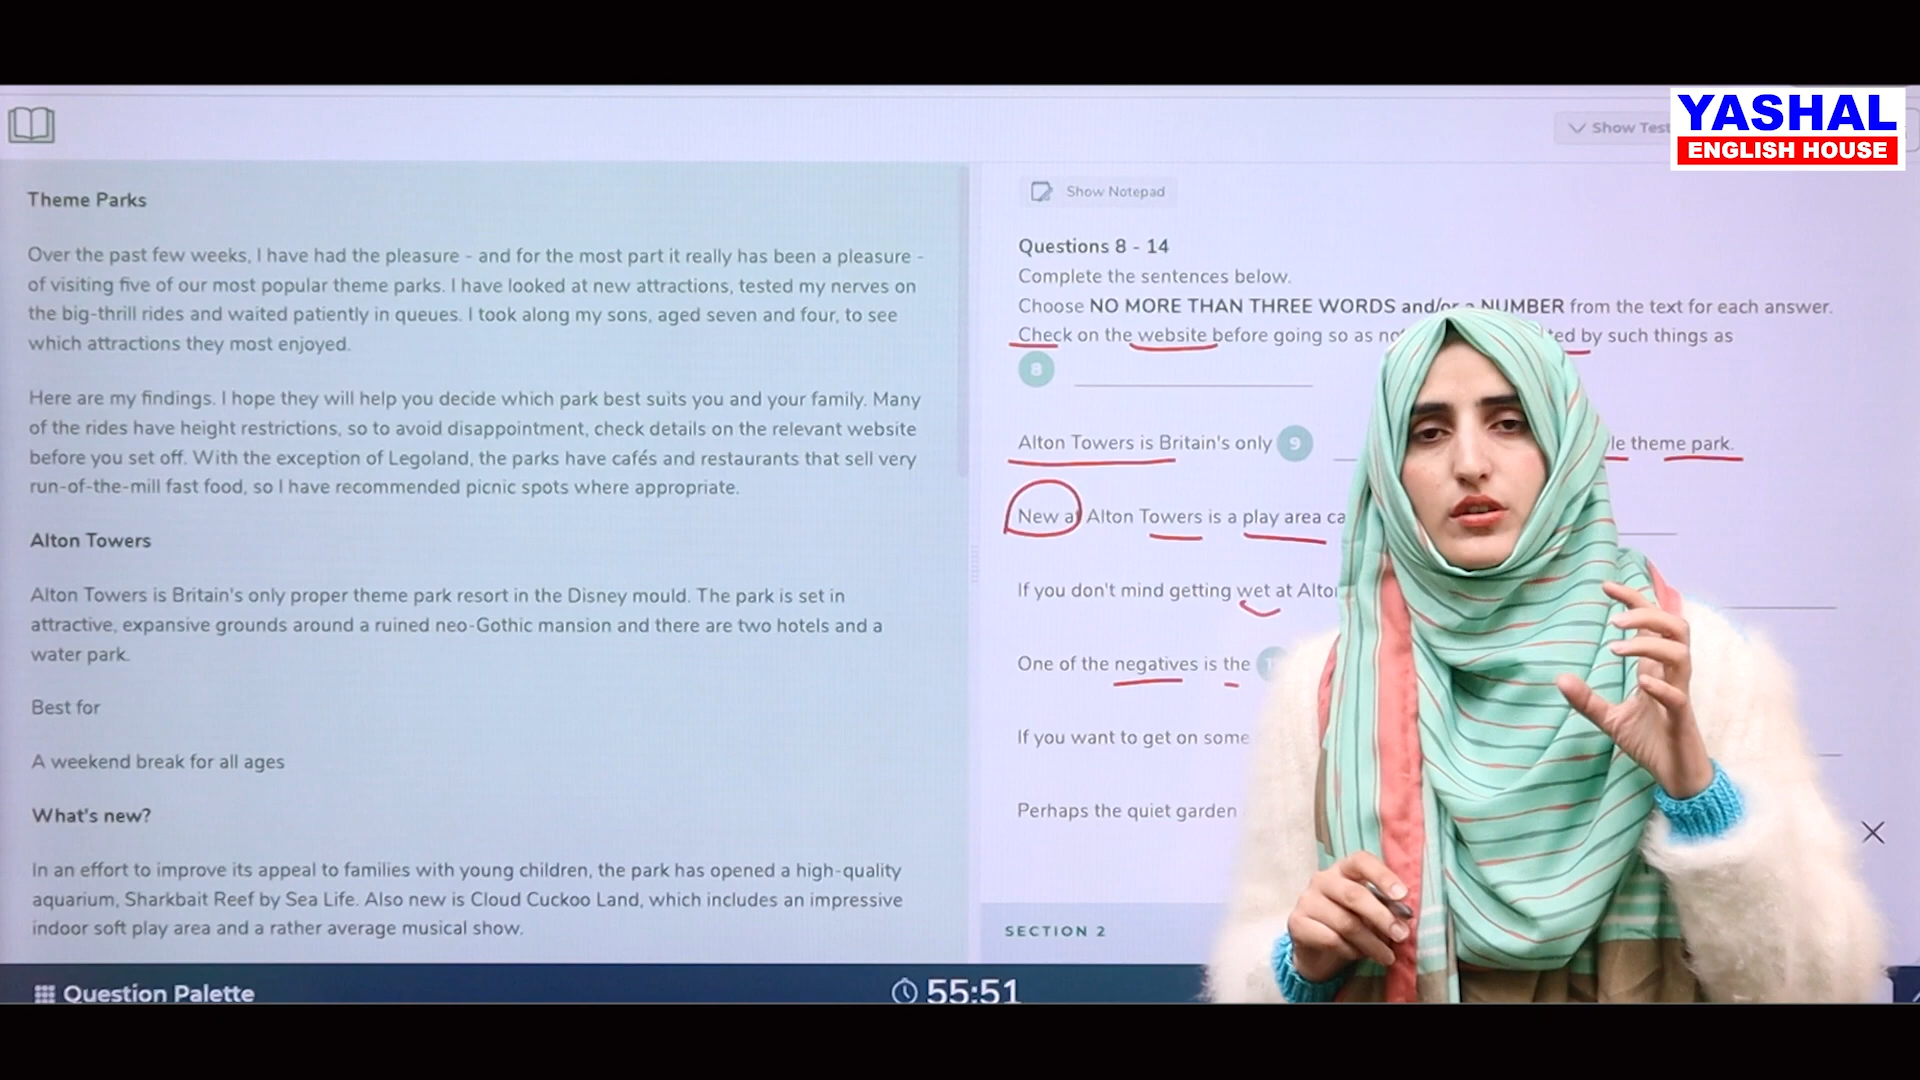 YASHAL
ENGLISH HOUSE
Show Test
Theme Parks
Over the past few weeks, I have had the pleasure - and for the most part it really has been a pleasure -
of visiting five of our most popular theme parks. I have looked at new attractions, tested my nerves on
the big-thrill rides and waited patiently in queues. I took along my sons, aged seven and four, to see
which attractions they most enjoyed.
Here are my findings. I hope they will help you decide which park best suits you and your family. Many
of the rides have height restrictions, so to avoid disappointment, check details on the relevant website
before you set off. With the exception of Legoland, the parks have cafés and restaurants that sell very
run-of-the-mill fast food, so I have recommended picnic spots where appropriate.
Alton Towers
Alton Towers is Britain's only proper theme park resort in the Disney mould. The park is set in
attractive, expansive grounds around a ruined neo-Gothic mansion and there are two hotels and a
water park.
Best for
A weekend break for all ages
What's new?
In an effort to improve its appeal to families with young children, the park has opened a high-quality
aquarium, Sharkbait Reef by Sea Life. Also new is Cloud Cuckoo Land, which includes an impressive
indoor soft play area and a rather average musical show.
Show Notepad
Questions 8 - 14
Complete the sentences below.
Choose NO MORE THAN THREE WORDS and/or a NUMBER from the text for each answer.
Check on the website before going so as by such things as
8
Alton Towers is Britain's only 9 theme park.
New Alton Towers is a play area
If you don't mind getting wet at
One of the negatives is the
If you want to get on some
Perhaps the quiet garden
SECTION 2
Question Palette
55:51